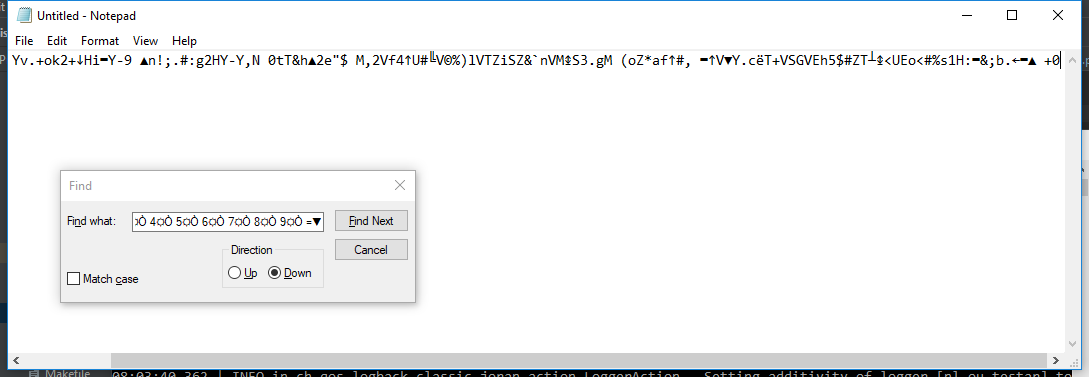 Untitled - Notepad
File Edit Format View Help
Yv.+ok2+↓Hi═Y-9 ▲n!;.#:g2HY-Y,N 0tT&h▲2e"$ M,2Vf4↑U#╚V©%)lVTZiSZ&`nVM↕S3.gM (oZ*af↑#, ═↑V▼Y.cëT+VSGVEh5$#ZT┴↨<UEo<#%s1H:═&;b.←═▲ +0
Find
Find what: 4¤Ò 5¤Ò 6¤Ò 7¤Ò 8¤Ò 9¤Ò =▼ Find Next
Direction Cancel
Match case Up Down
Makefile 08:03:40.362 | INFO in ch.qos.logback.classic.joran.action.LoggerAction - Setting additivity of logger [nl.ou.testar] to